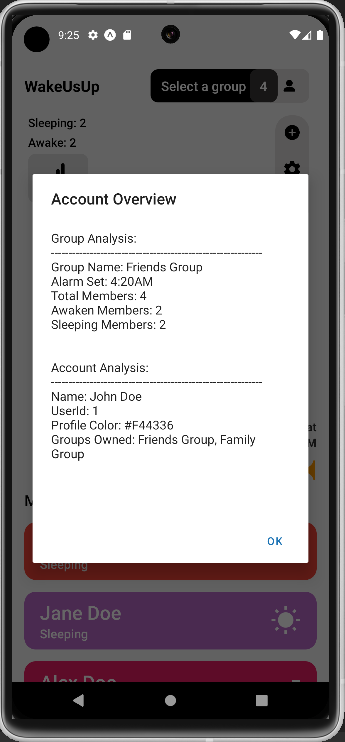 9:25
WakeUsUp
Select a group
4
Sleeping: 2
Awake: 2
Account Overview
Group Analysis:
------------------------------------------------------------
Group Name: Friends Group
Alarm Set: 4:20AM
Total Members: 4
Awaken Members: 2
Sleeping Members: 2
Account Analysis:
------------------------------------------------------------
Name: John Doe
UserId: 1
Profile Color: #F44336
Groups Owned: Friends Group, Family
Group
at
M
M
OK
Sleeping
Jane Doe
Sleeping
Alex Doe